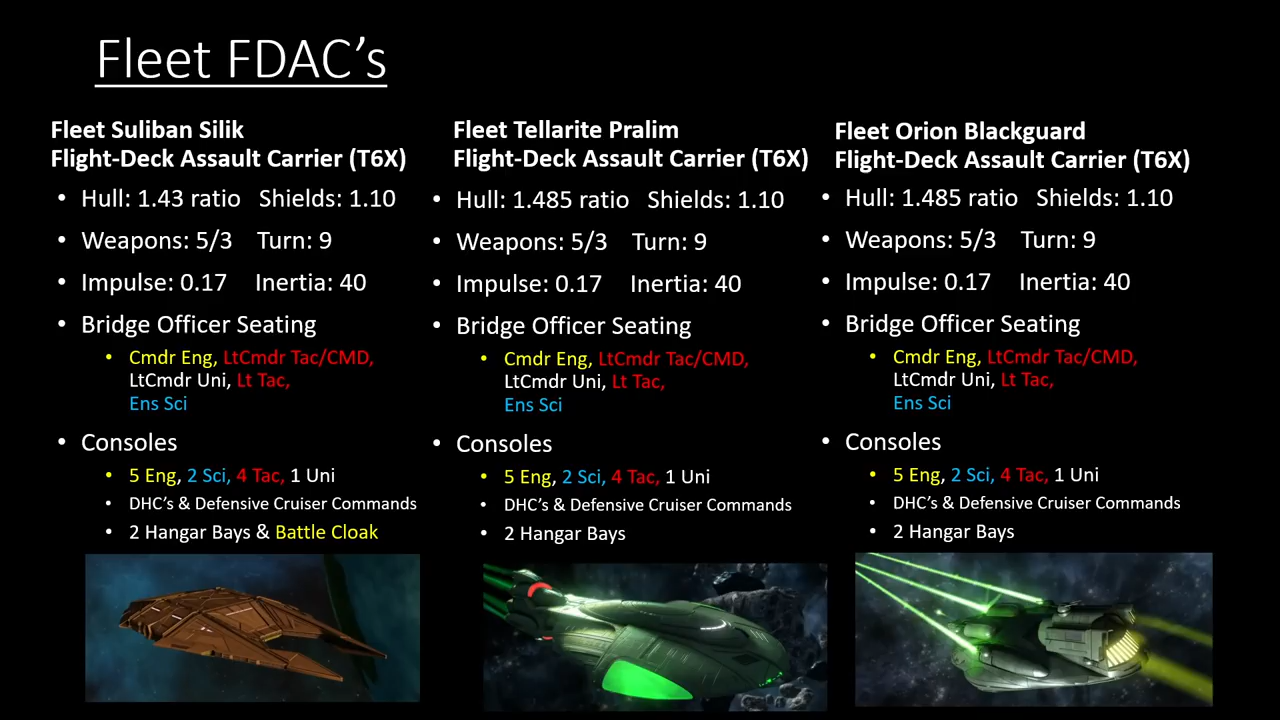 Fleet FDAC's
Fleet Suliban Silik
Flight-Deck Assault Carrier (T6X)
• Hull: 1.43 ratio Shields: 1.10
• Weapons: 5/3 Turn: 9
• Impulse: 0.17 Inertia: 40
• Bridge Officer Seating
• Cmdr Eng, LtCmdr Tac/CMD,
LtCmdr Uni, Lt Tac,
Ens Sci
• Consoles
• 5 Eng, 2 Sci, 4 Tac, 1 Uni
• DHC's & Defensive Cruiser Commands
• 2 Hangar Bays & Battle Cloak
Fleet Tellarite Pralim
Flight-Deck Assault Carrier (T6X)
• Hull: 1.485 ratio Shields: 1.10
• Weapons: 5/3 Turn: 9
• Impulse: 0.17 Inertia: 40
• Bridge Officer Seating
• Cmdr Eng, LtCmdr Tac/CMD,
LtCmdr Uni, Lt Tac,
Ens Sci
• Consoles
• 5 Eng, 2 Sci, 4 Tac, 1 Uni
• DHC's & Defensive Cruiser Commands
• 2 Hangar Bays
Fleet Orion Blackguard
Flight-Deck Assault Carrier (T6X)
• Hull: 1.485 ratio Shields: 1.10
• Weapons: 5/3 Turn: 9
• Impulse: 0.17 Inertia: 40
• Bridge Officer Seating
• Cmdr Eng, LtCmdr Tac/CMD,
LtCmdr Uni, Lt Tac,
Ens Sci
• Consoles
• 5 Eng, 2 Sci, 4 Tac, 1 Uni
• DHC's & Defensive Cruiser Commands
• 2 Hangar Bays